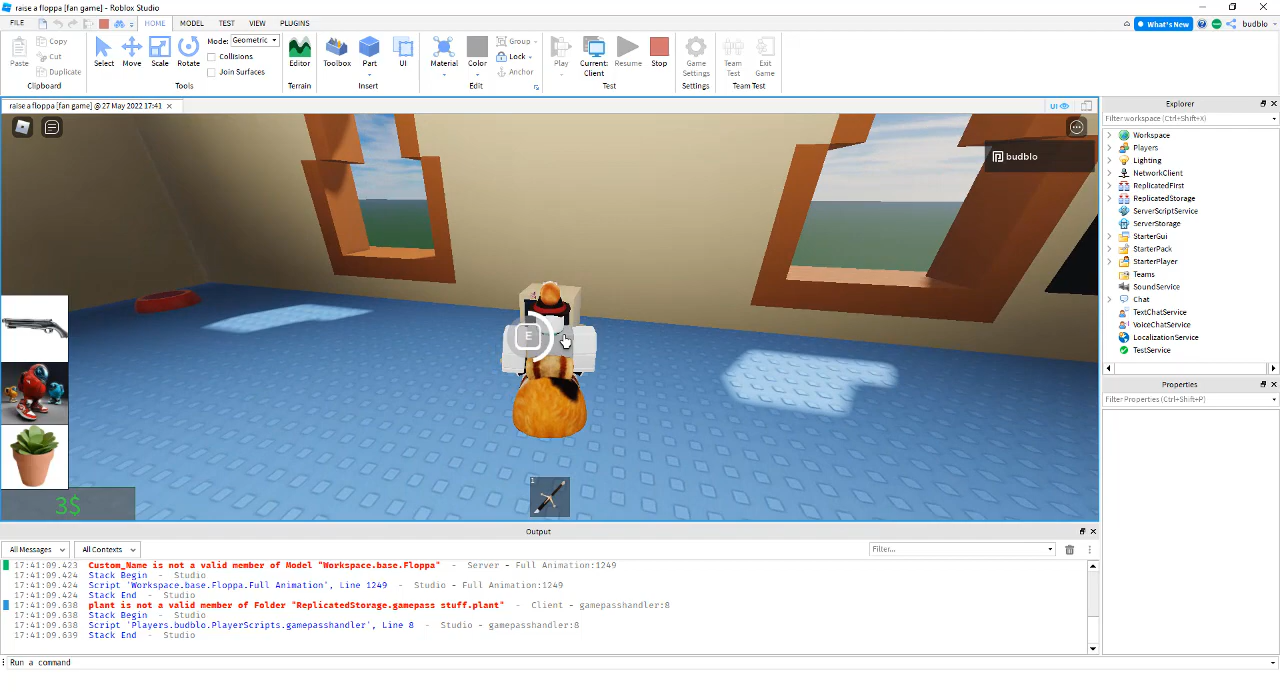 raise a floppa [fan game] - Roblox Studio
FILE HOME MODEL TEST VIEW PLUGINS What's New budblo
Paste Copy Cut Duplicate Clipboard
Select Move Scale Rotate Mode: Geometric Collisions Join Surfaces Tools
Editor Terrain
Toolbox Part UI Insert
Material Color Group Lock Anchor Edit
Play Current: Client Resume Stop Test
Game Settings Settings
Team Test Exit Game Team Test
raise a floppa [fan game] @ 27 May 2022 17:41 UI
budblo
E
1
3$
Explorer
Filter workspace (Ctrl+Shift+X)
Workspace
Players
Lighting
NetworkClient
ReplicatedFirst
ReplicatedStorage
ServerScriptService
ServerStorage
StarterGui
StarterPack
StarterPlayer
Teams
SoundService
Chat
TextChatService
VoiceChatService
LocalizationService
TestService
Properties
Filter Properties (Ctrl+Shift+P)
Output
All Messages All Contexts Filter...
17:41:09.423 Custom_Name is not a valid member of Model "Workspace.base.Floppa" - Server - Full Animation:1249
17:41:09.424 Stack Begin - Studio
17:41:09.424 Script 'Workspace.base.Floppa.Full Animation', Line 1249 - Studio - Full Animation:1249
17:41:09.424 Stack End - Studio
17:41:09.638 plant is not a valid member of Folder "ReplicatedStorage.gamepass stuff.plant" - Client - gamepasshandler:8
17:41:09.638 Stack Begin - Studio
17:41:09.638 Script 'Players.budblo.PlayerScripts.gamepasshandler', Line 8 - Studio - gamepasshandler:8
17:41:09.639 Stack End - Studio
Run a command